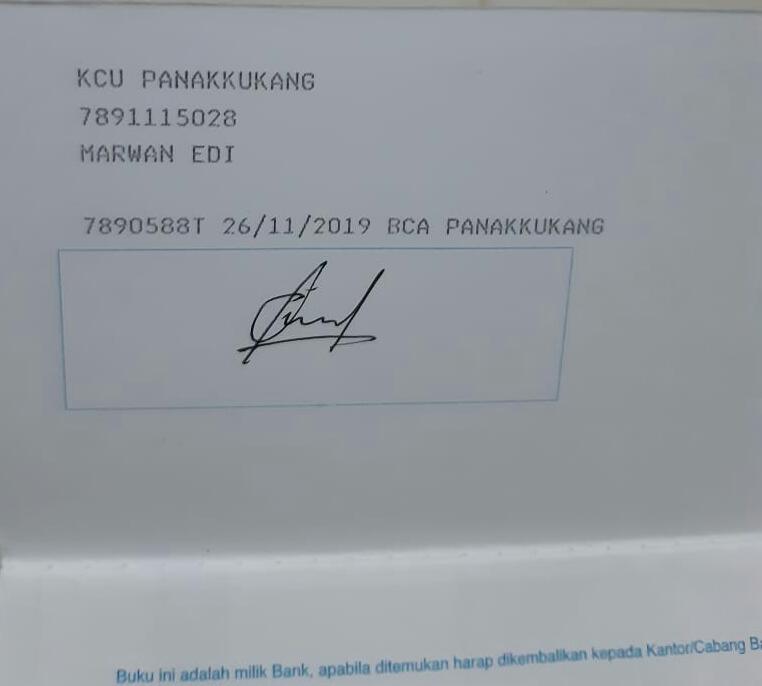 KCU PANAKKUKANG
7891115028
MARWAN EDI
7890588T 26/11/2019 BCA PANAKKUKANG
Buku ini adalah milik Bank, apabila ditemukan harap dikembalikan kepada Kantor/Cabang